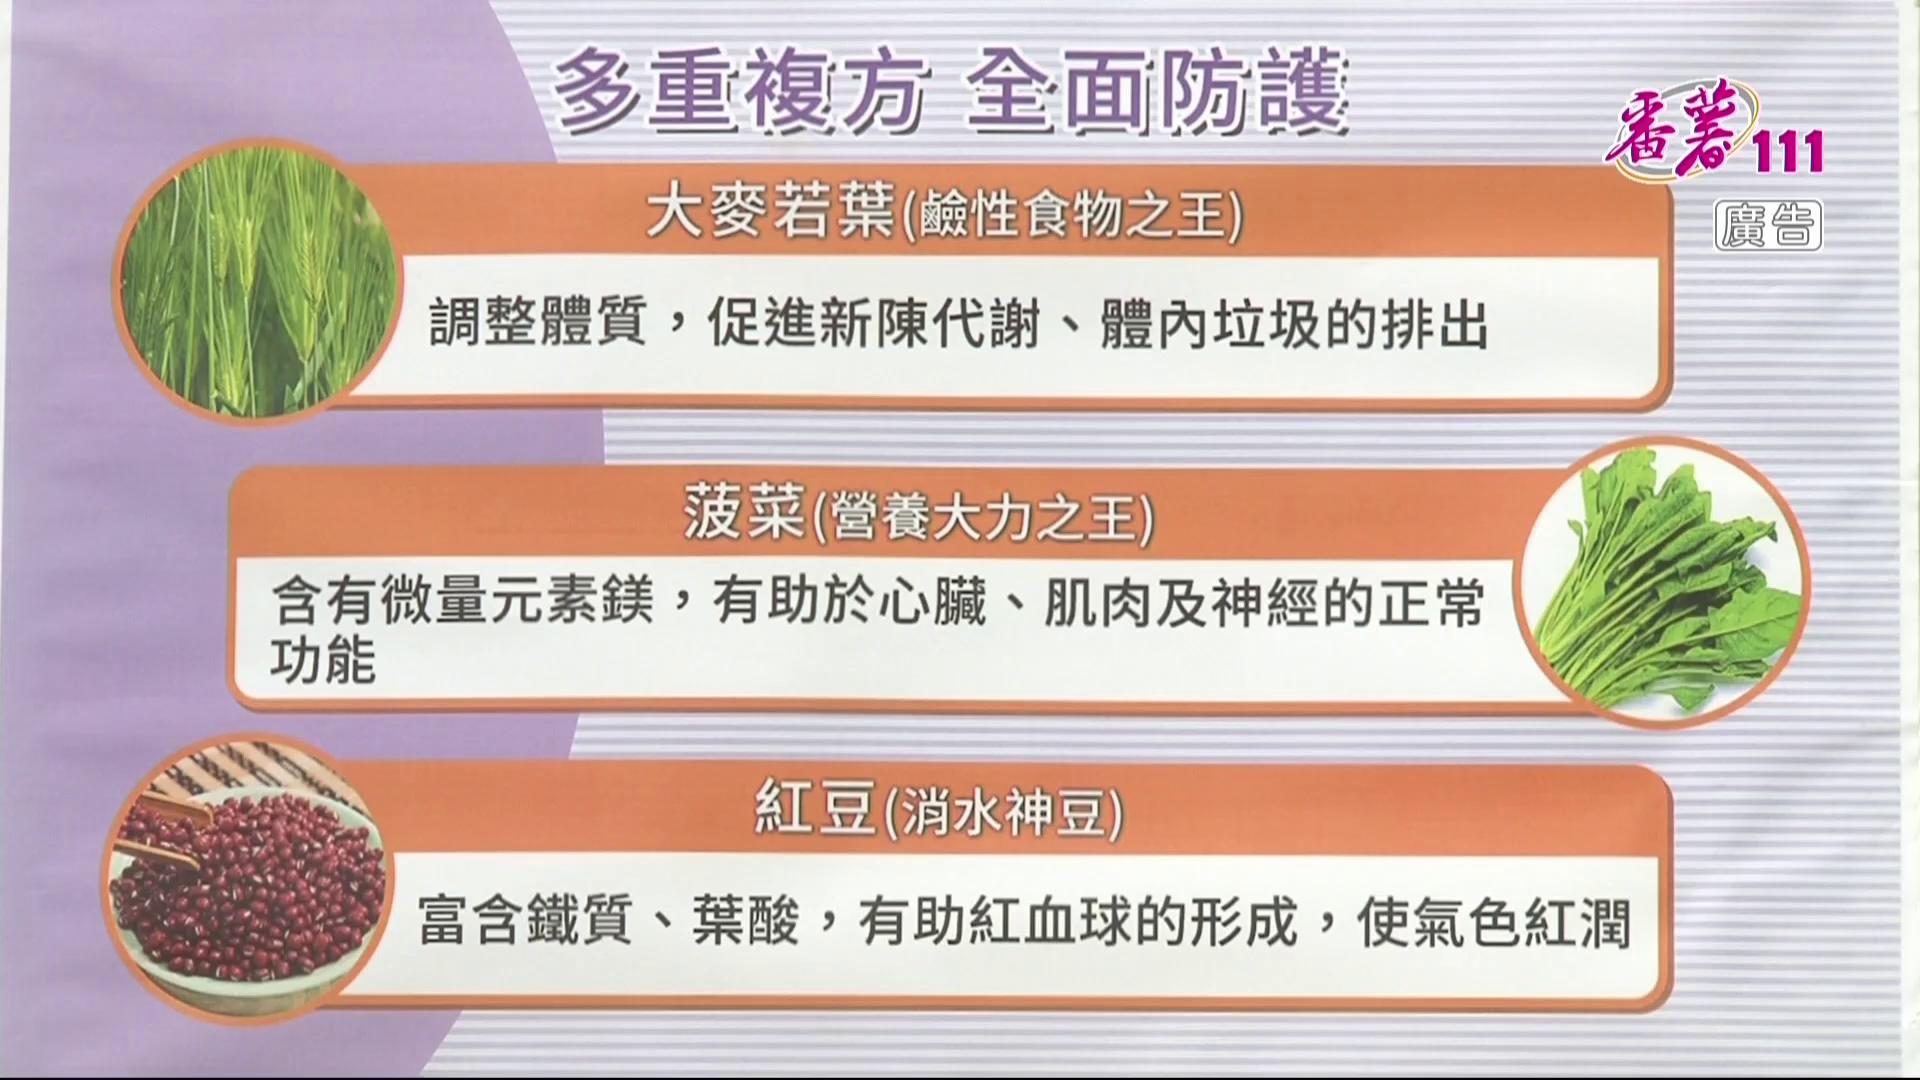 多重複方 全面防護
番薯111
廣告
大麥若葉(鹼性食物之王)
調整體質，促進新陳代謝、體內垃圾的排出
菠菜(營養大力之王)
含有微量元素鎂，有助於心臟、肌肉及神經的正常
功能
紅豆(消水神豆)
富含鐵質、葉酸，有助紅血球的形成，使氣色紅潤